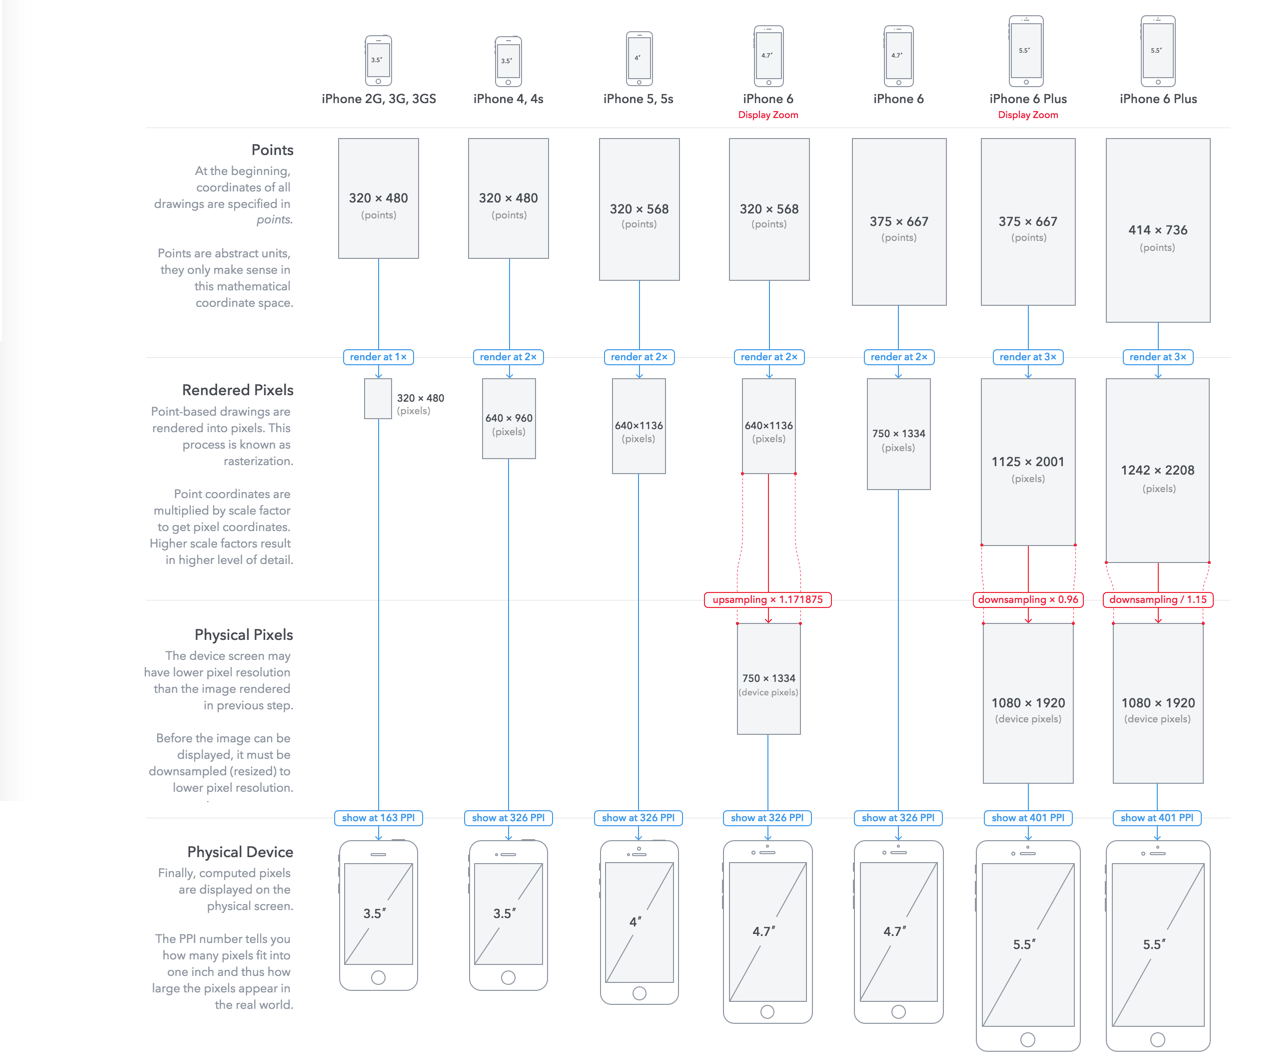 3.5″
3.5″
4″
4.7″
4.7″
5.5″
5.5″
iPhone 2G, 3G, 3GS
iPhone 4, 4s
iPhone 5, 5s
iPhone 6
Display Zoom
iPhone 6
iPhone 6 Plus
Display Zoom
iPhone 6 Plus
Points
At the beginning,
coordinates of all
drawings are specified in
points.
Points are abstract units,
they only make sense in
this mathematical
coordinate space.
320 × 480
(points)
320 × 480
(points)
320 × 568
(points)
320 × 568
(points)
375 × 667
(points)
375 × 667
(points)
414 × 736
(points)
render at 1×
render at 2×
render at 2×
render at 2×
render at 2×
render at 3×
render at 3×
Rendered Pixels
Point-based drawings are
rendered into pixels. This
process is known as
rasterization.
Point coordinates are
multiplied by scale factor
to get pixel coordinates.
Higher scale factors result
in higher level of detail.
320 × 480
(pixels)
640 × 960
(pixels)
640×1136
(pixels)
640×1136
(pixels)
750 × 1334
(pixels)
1125 × 2001
(pixels)
1242 × 2208
(pixels)
upsampling × 1.171875
downsampling × 0.96
downsampling / 1.15
Physical Pixels
The device screen may
have lower pixel resolution
than the image rendered
in previous step.
Before the image can be
displayed, it must be
downsampled (resized) to
lower pixel resolution.
750 × 1334
(device pixels)
1080 × 1920
(device pixels)
1080 × 1920
(device pixels)
show at 163 PPI
show at 326 PPI
show at 326 PPI
show at 326 PPI
show at 326 PPI
show at 401 PPI
show at 401 PPI
Physical Device
Finally, computed pixels
are displayed on the
physical screen.
The PPI number tells you
how many pixels fit into
one inch and thus how
large the pixels appear in
the real world.
3.5″
3.5″
4″
4.7″
4.7″
5.5″
5.5″